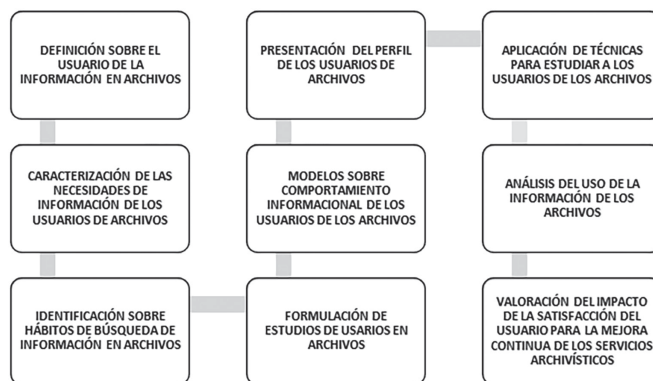 DEFINICIÓN SOBRE EL
USUARIO DE LA
INFORMACIÓN EN ARCHIVOS
CARACTERIZACIÓN DE LAS
NECESIDADES DE
INFORMACIÓN DE LOS
USUARIOS DE ARCHIVOS
IDENTIFICACIÓN SOBRE
HÁBITOS DE BÚSQUEDA DE
INFORMACIÓN EN ARCHIVOS
FORMULACIÓN DE
ESTUDIOS DE USARIOS EN
ARCHIVOS
MODELOS SOBRE
COMPORTAMIENTO
INFORMACIONAL DE LOS
USUARIOS DE LOS ARCHIVOS
PRESENTACIÓN DEL PERFIL
DE LOS USUARIOS DE
ARCHIVOS
APLICACIÓN DE TÉCNICAS
PARA ESTUDIAR A LOS
USUARIOS DE LOS ARCHIVOS
ANÁLISIS DEL USO DE LA
INFORMACIÓN DE LOS
ARCHIVOS
VALORACIÓN DEL IMPACTO
DE LA SATISFACCIÓN DEL
USUARIO PARA LA MEJORA
CONTINUA DE LOS SERVICIOS
ARCHIVÍSTICOS